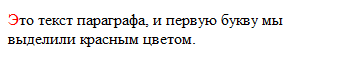 Это текст параграфа, и первую букву мы
выделили красным цветом.